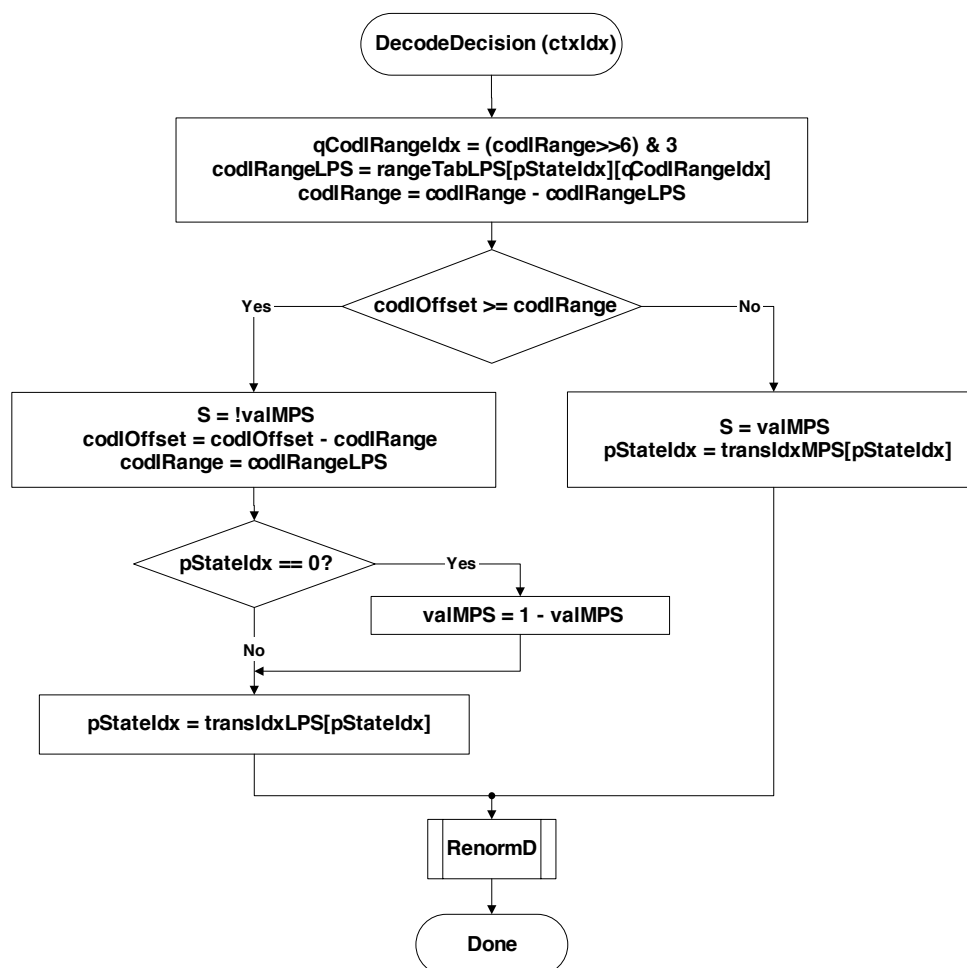 DecodeDecision (ctxIdx)
qCodIRangeIdx = (codIRange>>6) & 3
codIRangeLPS = rangeTabLPS[pStateIdx][qCodIRangeIdx]
codIRange = codIRange - codIRangeLPS
codIOffset >= codIRange
Yes
No
S = !valMPS
codIOffset = codIOffset - codIRange
codIRange = codIRangeLPS
S = valMPS
pStateIdx = transIdxMPS[pStateIdx]
pStateIdx == 0?
Yes
valMPS = 1 - valMPS
No
pStateIdx = transIdxLPS[pStateIdx]
RenormD
Done